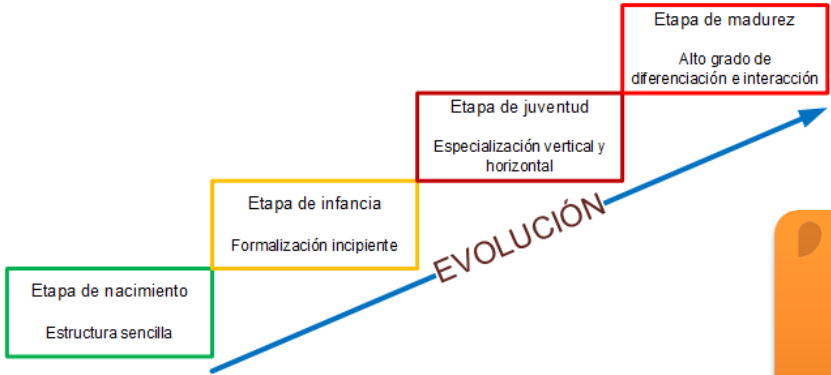 Etapa de madurez
Alto grado de
diferenciación e interacción
Etapa de juventud
Especialización vertical y
horizontal
Etapa de infancia
Formalización incipiente
EVOLUCIÓN
Etapa de nacimiento
Estructura sencilla